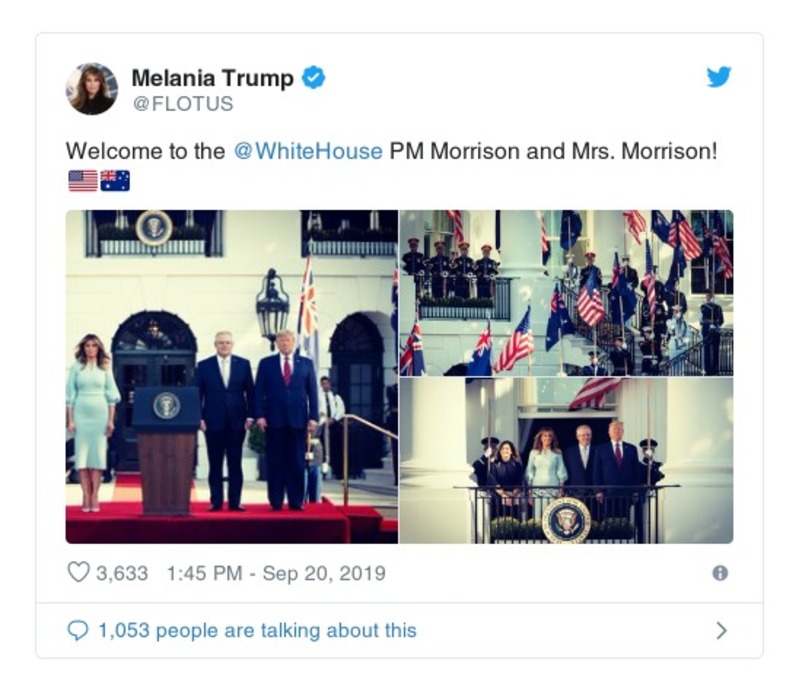 Melania Trump
@FLOTUS
Welcome to the @WhiteHouse PM Morrison and Mrs. Morrison!
3,633 1:45 PM - Sep 20, 2019
1,053 people are talking about this